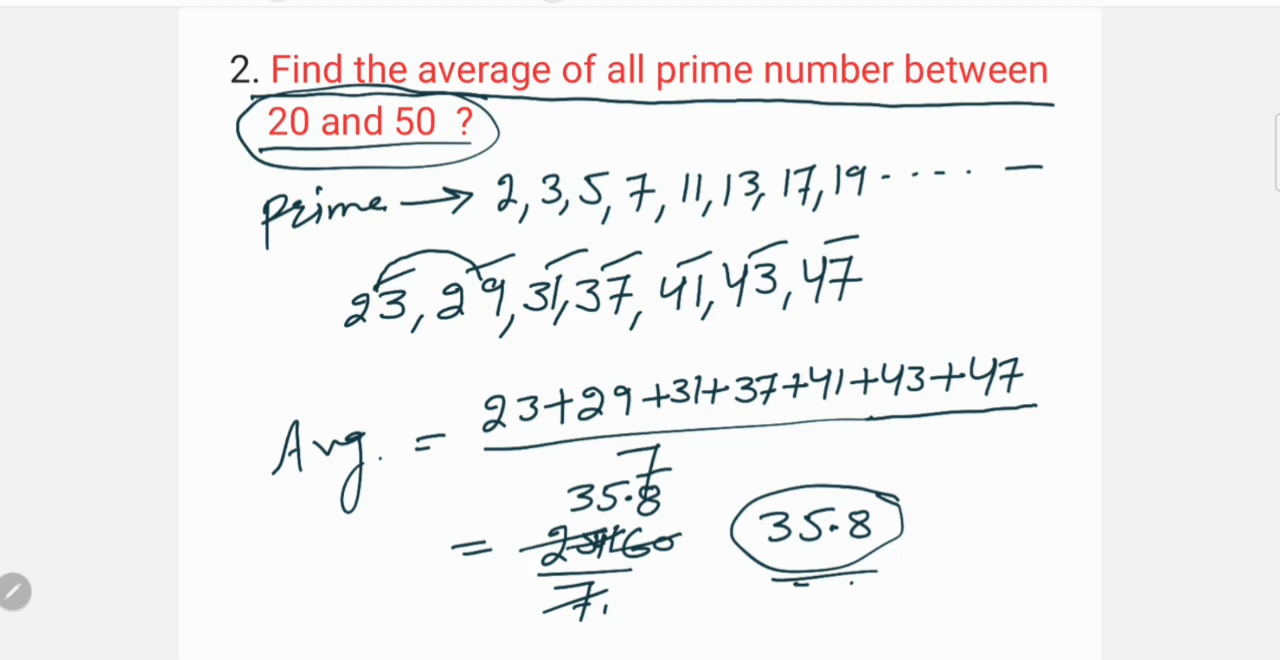 2. Find the average of all prime number between
20 and 50 ?
prime → 2, 3, 5, 7, 11, 13, 17, 19 - . . - . —
23, 29, 31, 37, 41, 43, 47
Avg. = 23+29+31+37+41+43+47
7
35.8
35.8
=
7.